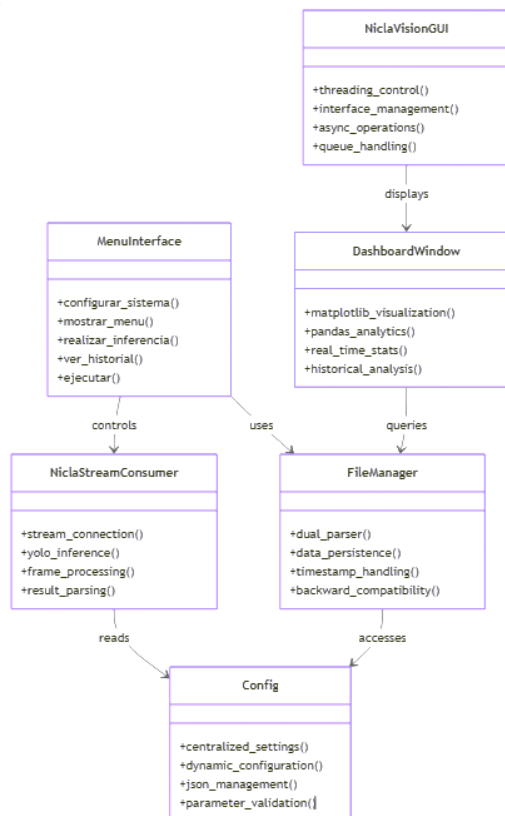 NiclaVisionGUI
+threading_control()
+interface_management()
+async_operations()
+queue_handling()
displays
MenuInterface
+configurar_sistema()
+mostrar_menu()
+realizar_inferencia()
+ver_historial()
+ejecutar()
DashboardWindow
+matplotlib_visualization()
+pandas_analytics()
+real_time_stats()
+historical_analysis()
controls
uses
queries
NiclaStreamConsumer
+stream_connection()
+yolo_inference()
+frame_processing()
+result_parsing()
FileManager
+dual_parser()
+data_persistence()
+timestamp_handling()
+backward_compatibility()
reads
accesses
Config
+centralized_settings()
+dynamic_configuration()
+json_management()
+parameter_validation()